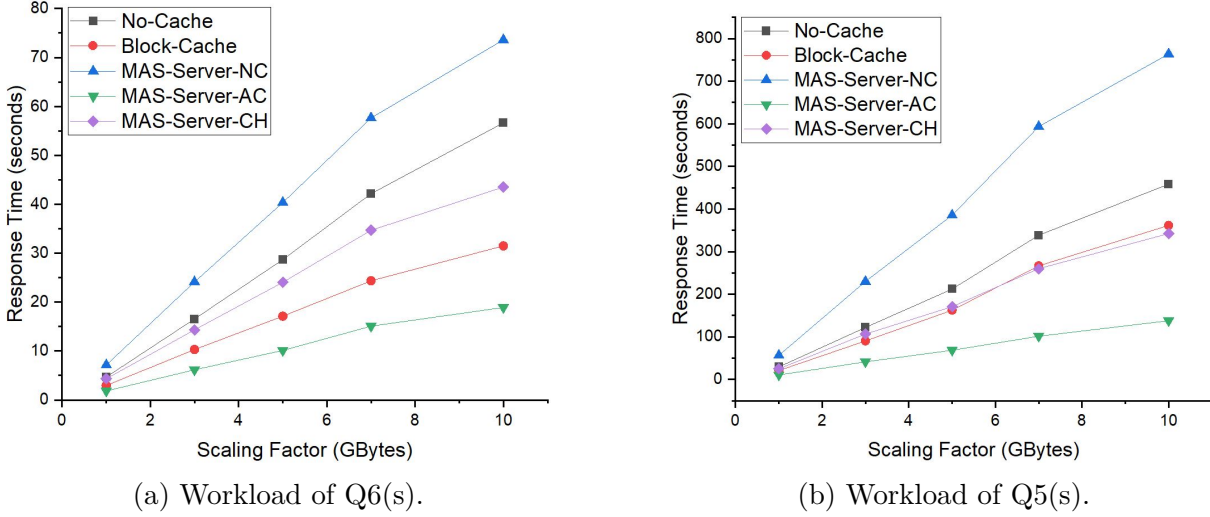 80
70
60
50
40
30
20
10
0
Response Time (seconds)
No-Cache
Block-Cache
MAS-Server-NC
MAS-Server-AC
MAS-Server-CH
0 2 4 6 8 10
Scaling Factor (GBytes)
(a) Workload of Q6(s).
800
700
600
500
400
300
200
100
0
Response Time (seconds)
No-Cache
Block-Cache
MAS-Server-NC
MAS-Server-AC
MAS-Server-CH
0 2 4 6 8 10
Scaling Factor (GBytes)
(b) Workload of Q5(s).